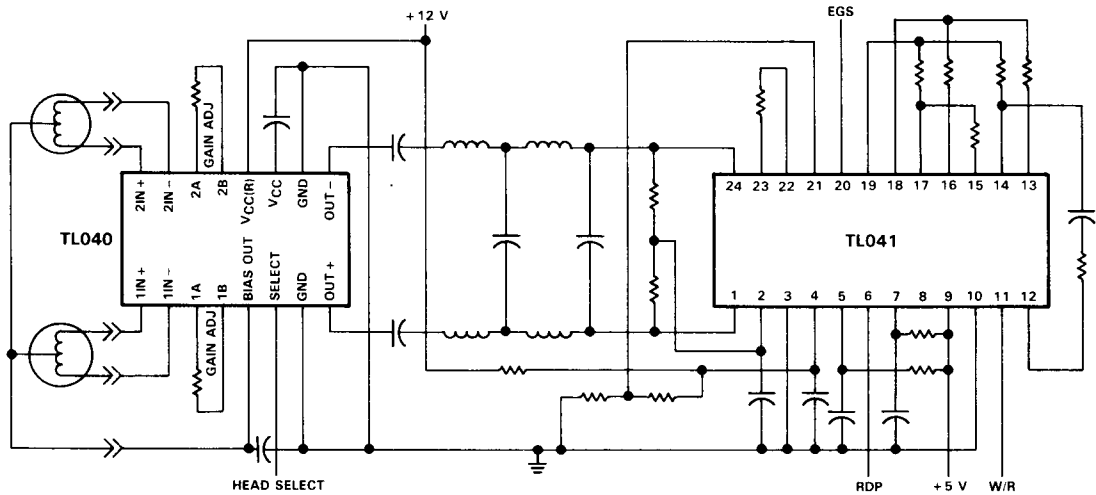 +12 V
EGS
GAIN ADJ
2IN+
2IN-
2A
2B
VCC(R)
VCC
GND
OUT-
24
23
22
21
20
19
18
17
16
15
14
13
TL040
TL041
1IN+
1IN-
1A
1B
BIAS OUT
SELECT
GND
OUT+
1
2
3
4
5
6
7
8
9
10
11
12
GAIN ADJ
HEAD SELECT
RDP
+5 V
W/R